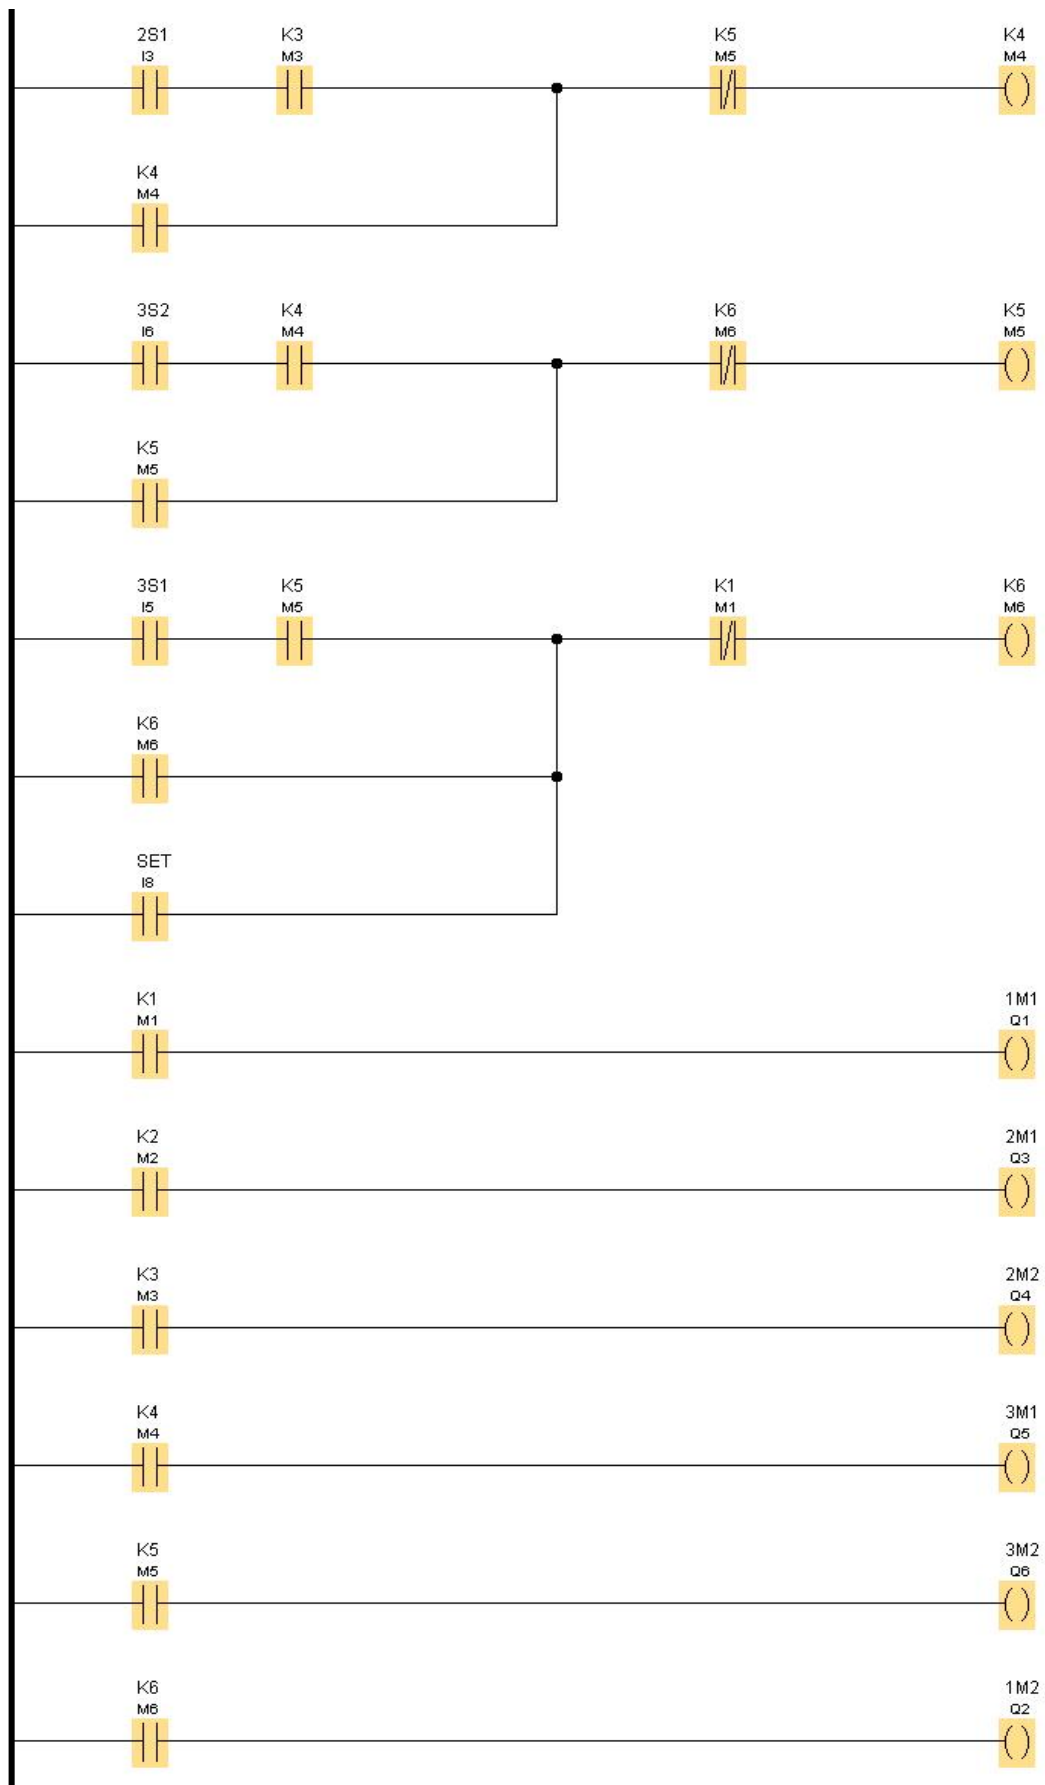 2S1 K3 K5 K4
I3 M3 M5 M4
K4
M4
3S2 K4 K6 K5
I6 M4 M6 M5
K5
M5
3S1 K5 K1 K6
I5 M5 M1 M6
K6
M6
SET
I8
K1 1M1
M1 Q1
K2 2M1
M2 Q3
K3 2M2
M3 Q4
K4 3M1
M4 Q5
K5 3M2
M5 Q6
K6 1M2
M6 Q2